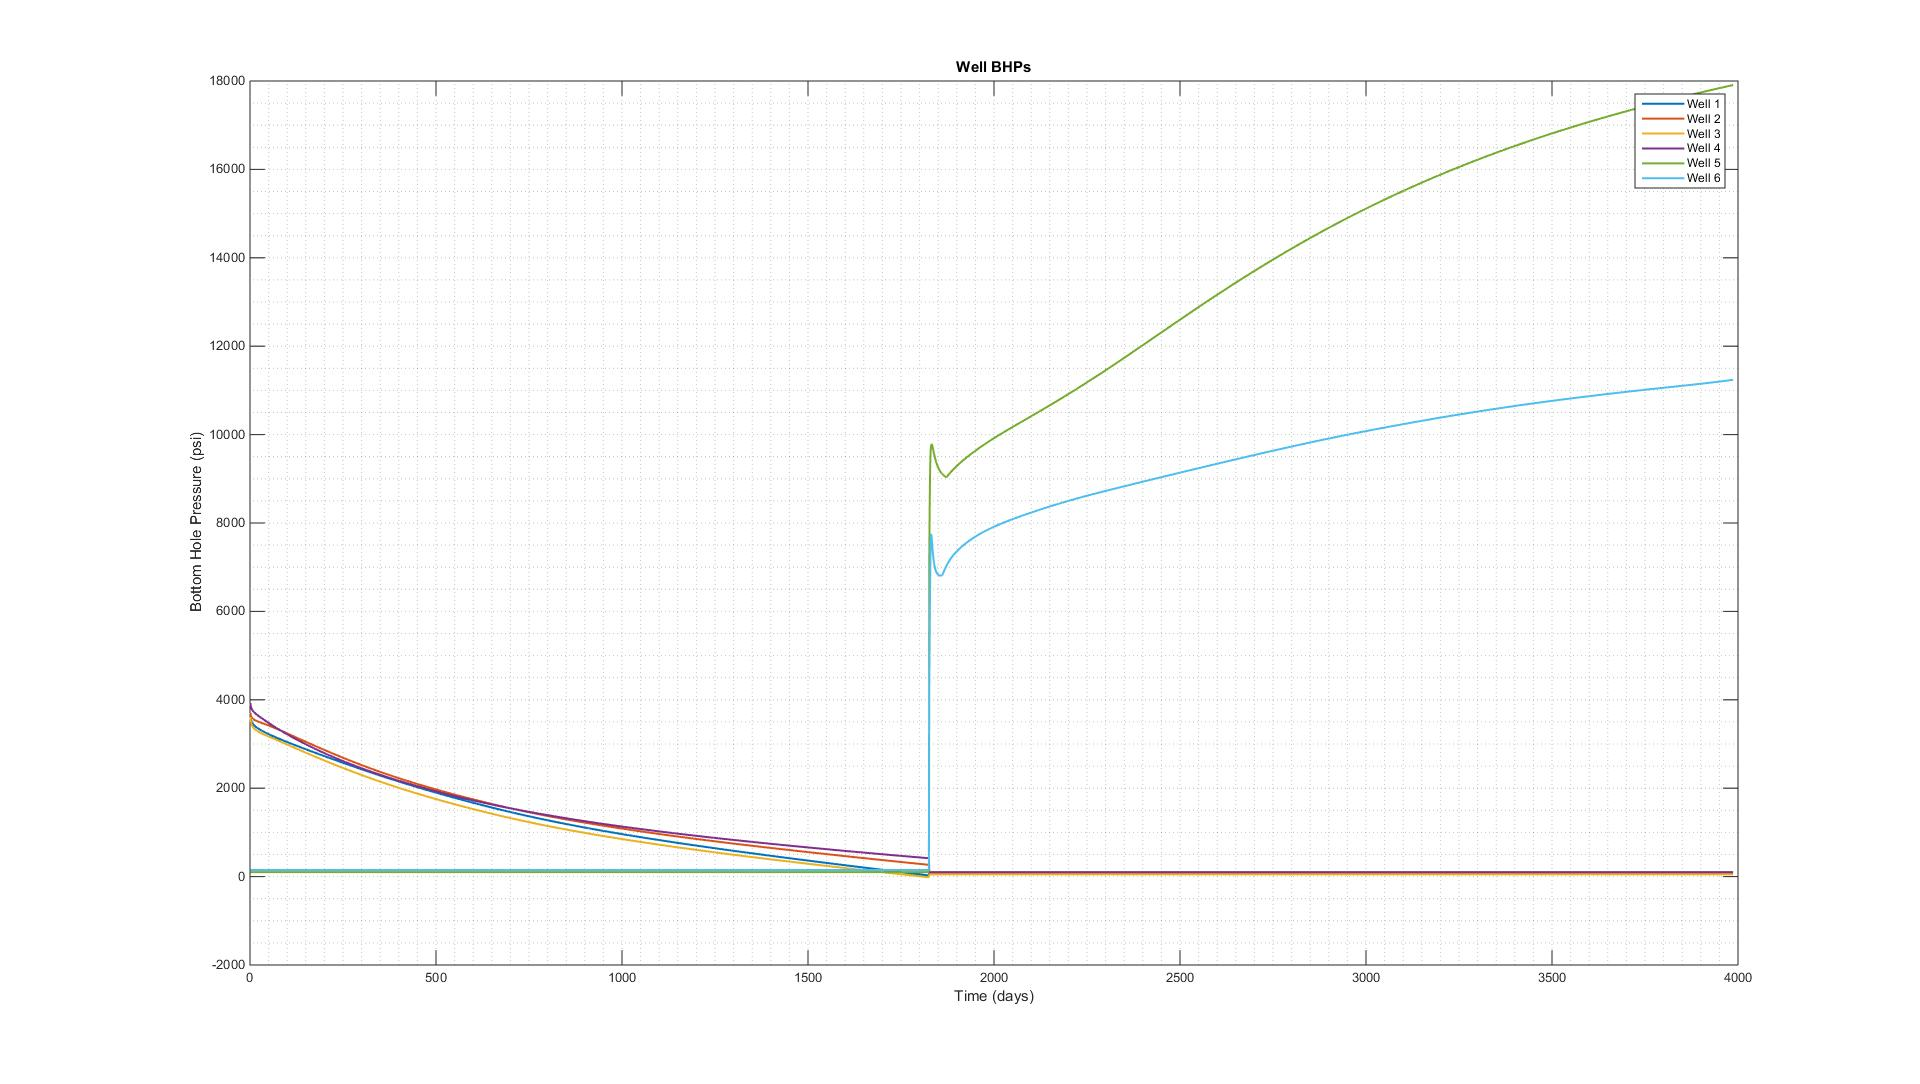 Well BHPs
18000
16000
14000
12000
10000
8000
6000
4000
2000
0
-2000
Bottom Hole Pressure (psi)
Well 1
Well 2
Well 3
Well 4
Well 5
Well 6
0 500 1000 1500 2000 2500 3000 3500 4000
Time (days)